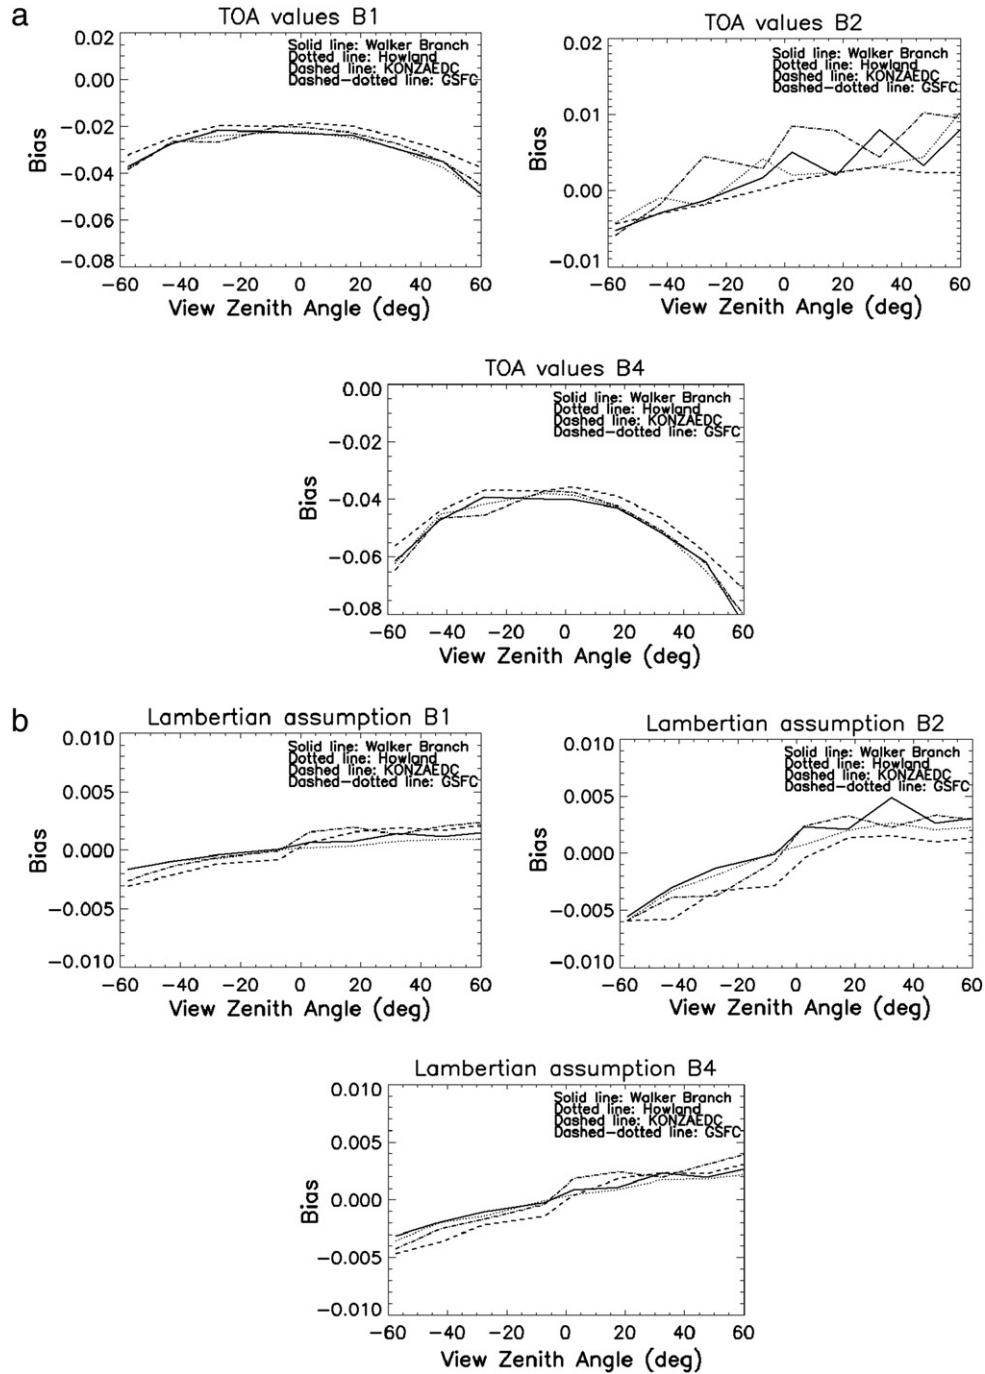 a
TOA values B1
0.02
0.00
−0.02
−0.04
−0.06
−0.08
Bias
Solid line: Walker Branch
Dotted line: Howland
Dashed line: KONZAEDC
Dashed−dotted line: GSFC
−60 −40 −20 0 20 40 60
View Zenith Angle (deg)
TOA values B2
0.02
0.01
0.00
−0.01
Bias
Solid line: Walker Branch
Dotted line: Howland
Dashed line: KONZAEDC
Dashed−dotted line: GSFC
−60 −40 −20 0 20 40 60
View Zenith Angle (deg)
TOA values B4
0.00
−0.02
−0.04
−0.06
−0.08
Bias
Solid line: Walker Branch
Dotted line: Howland
Dashed line: KONZAEDC
Dashed−dotted line: GSFC
−60 −40 −20 0 20 40 60
View Zenith Angle (deg)
b
Lambertian assumption B1
0.010
0.005
0.000
−0.005
−0.010
Bias
Solid line: Walker Branch
Dotted line: Howland
Dashed line: KONZAEDC
Dashed−dotted line: GSFC
−60 −40 −20 0 20 40 60
View Zenith Angle (deg)
Lambertian assumption B2
0.010
0.005
0.000
−0.005
−0.010
Bias
Solid line: Walker Branch
Dotted line: Howland
Dashed line: KONZAEDC
Dashed−dotted line: GSFC
−60 −40 −20 0 20 40 60
View Zenith Angle (deg)
Lambertian assumption B4
0.010
0.005
0.000
−0.005
−0.010
Bias
Solid line: Walker Branch
Dotted line: Howland
Dashed line: KONZAEDC
Dashed−dotted line: GSFC
−60 −40 −20 0 20 40 60
View Zenith Angle (deg)